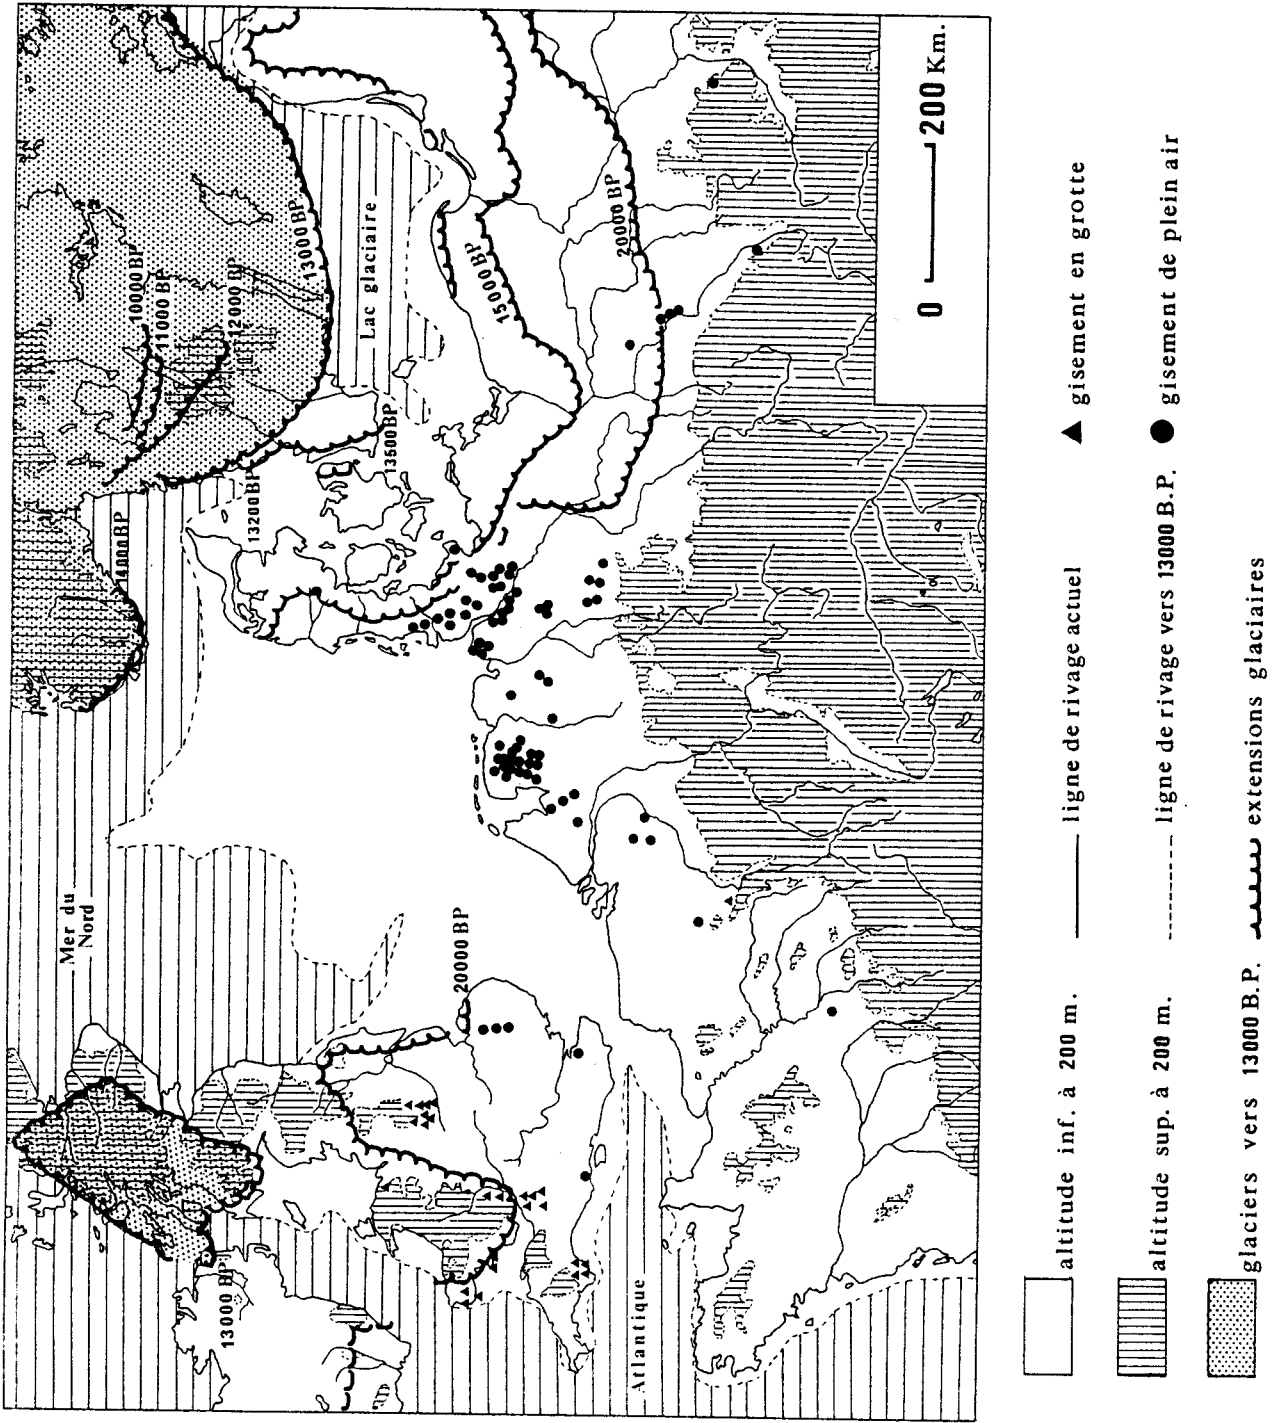 Mer du
Nord
Atlantique
Lac glaciaire
13000 BP
20000 BP
14000 BP
13200 BP
13500 BP
10000 BP
11000 BP
12000 BP
13000 BP
15000 BP
20000 BP
0 200 Km.
altitude inf. à 200 m.
ligne de rivage actuel
gisement en grotte
altitude sup. à 200 m.
ligne de rivage vers 13000 B.P.
gisement de plein air
glaciers vers 13000 B.P.
extensions glaciaires